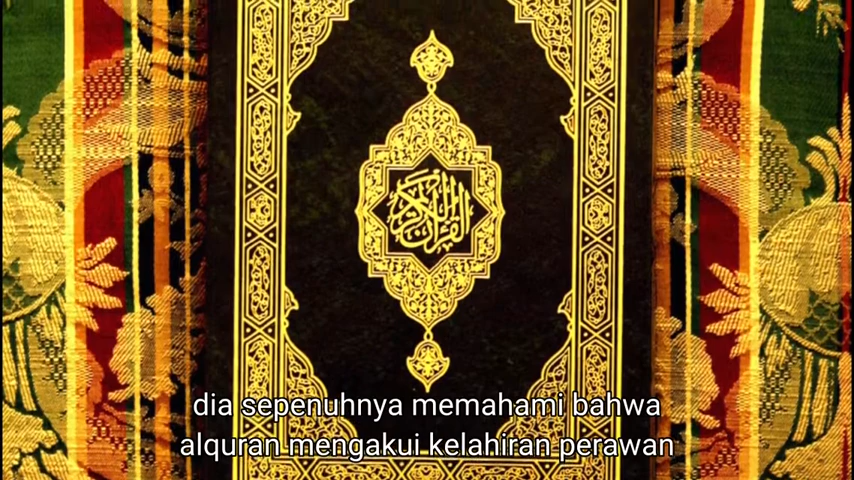 القرآن الكريم
dia sepenuhnya memahami bahwa
alquran mengakui kelahiran perawan